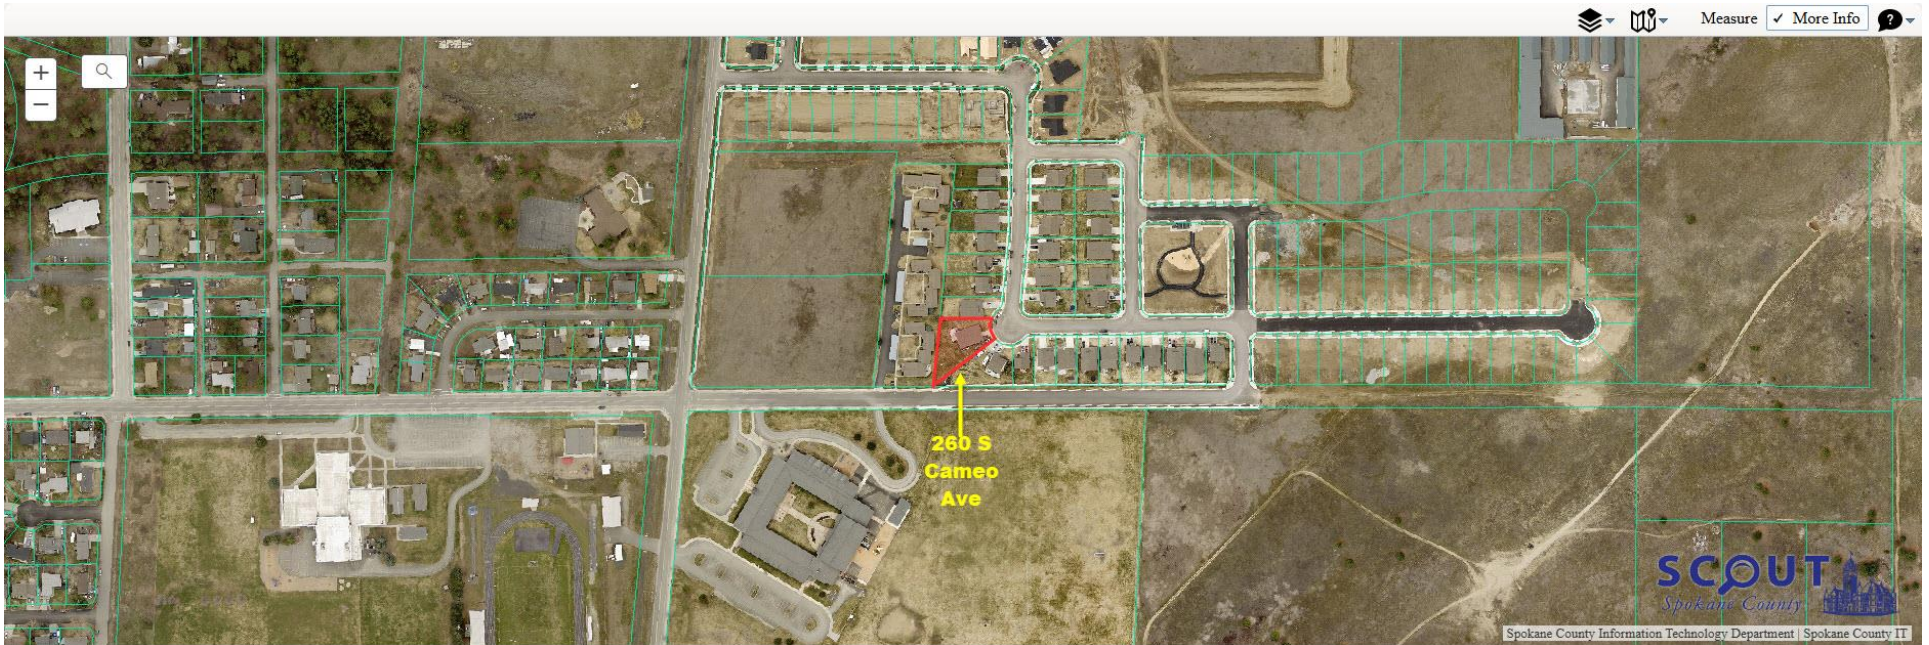 Measure ✓ More Info
+
−
260 S
Cameo
Ave
SCOUT
Spokane County
Spokane County Information Technology Department | Spokane County IT